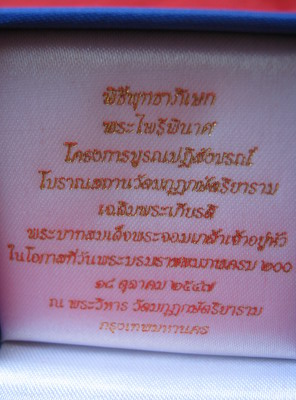 พิธีพุทธาภิเษก
พระไพรีพินาศ
โครงการบูรณปฏิสังขรณ์
โบราณสถานวัดมกุฏกษัตริยาราม
เฉลิมพระเกียรติ
พระบาทสมเด็จพระจอมเกล้าเจ้าอยู่หัว
ในโอกาสที่วันพระบรมราชสมภพครบ ๒๐๐
๑๘ ตุลาคม ๒๕๔๗
ณ พระวิหาร วัดมกุฏกษัตริยาราม
กรุงเทพมหานคร